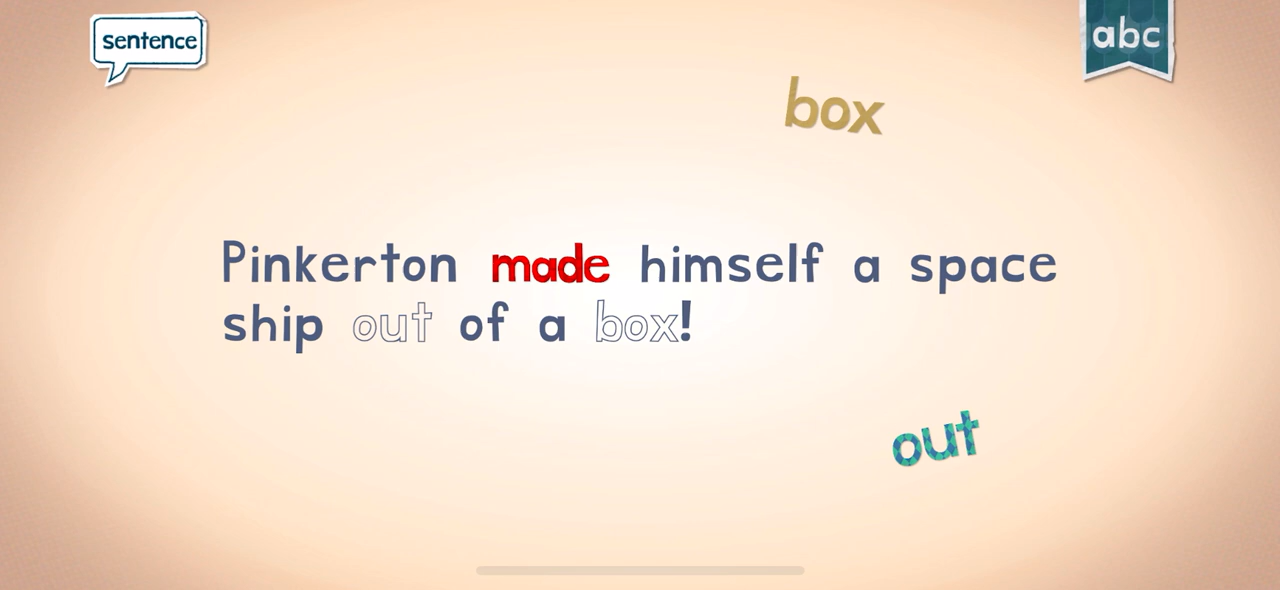 sentence
abc
box
Pinkerton made himself a space
ship out of a box!
out